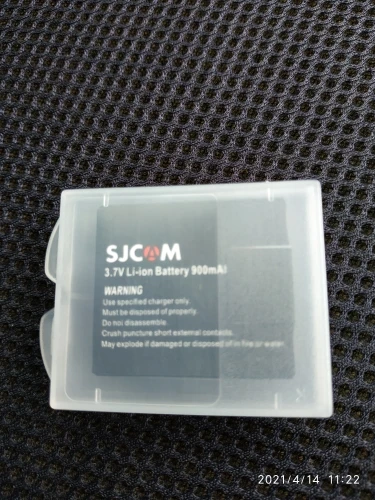 SJCAM
3.7V Li-ion Battery 900mAl
WARNING
Use specified charger only.
Must be disposed of properly.
Do not disassemble.
Crush puncture short external contacts.
May explode if damaged or disposed of in fire or water
2021/4/14 11:22